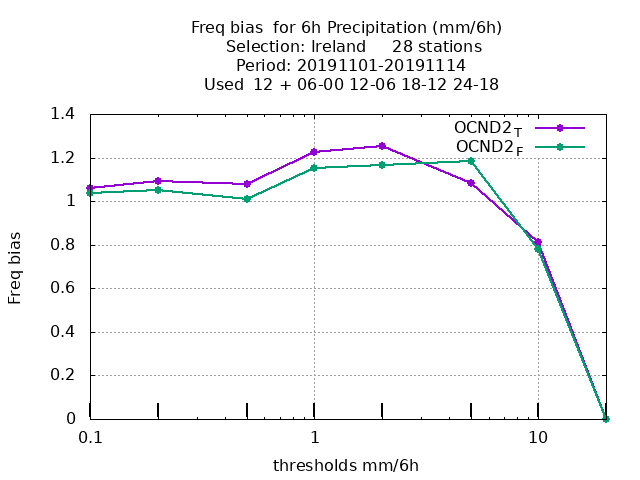 Freq bias  for 6h Precipitation (mm/6h)
Selection: Ireland     28 stations
Period: 20191101-20191114
Used  12 + 06-00 12-06 18-12 24-18
OCND2T
OCND2F
1.4
1.2
1
0.8
0.6
0.4
0.2
0
Freq bias
0.1 1 10
thresholds mm/6h